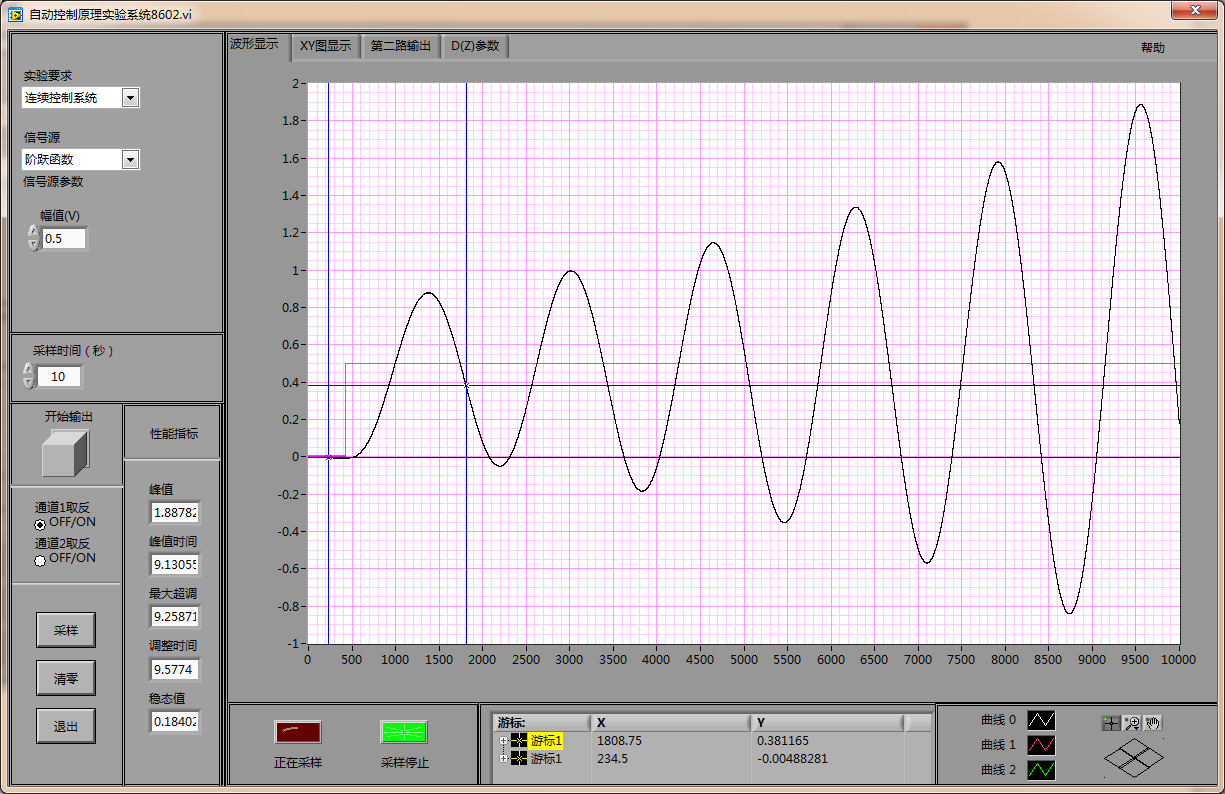 自动控制原理实验系统8602.vi
波形显示
XY图显示
第二路输出
D(Z)参数
帮助
实验要求
连续控制系统
信号源
阶跃函数
信号源参数
幅值(V)
0.5
采样时间（秒）
10
开始输出
性能指标
通道1取反
OFF/ON
通道2取反
OFF/ON
采样
清零
退出
峰值
1.88782
峰值时间
9.13055
最大超调
9.25871
调整时间
9.5774
稳态值
0.18402
2
1.8
1.6
1.4
1.2
1
0.8
0.6
0.4
0.2
0
-0.2
-0.4
-0.6
-0.8
-1
0 500 1000 1500 2000 2500 3000 3500 4000 4500 5000 5500 6000 6500 7000 7500 8000 8500 9000 9500 10000
正在采样
采样停止
游标: X Y
游标1 1808.75 0.381165
游标1 234.5 -0.00488281
曲线 0
曲线 1
曲线 2